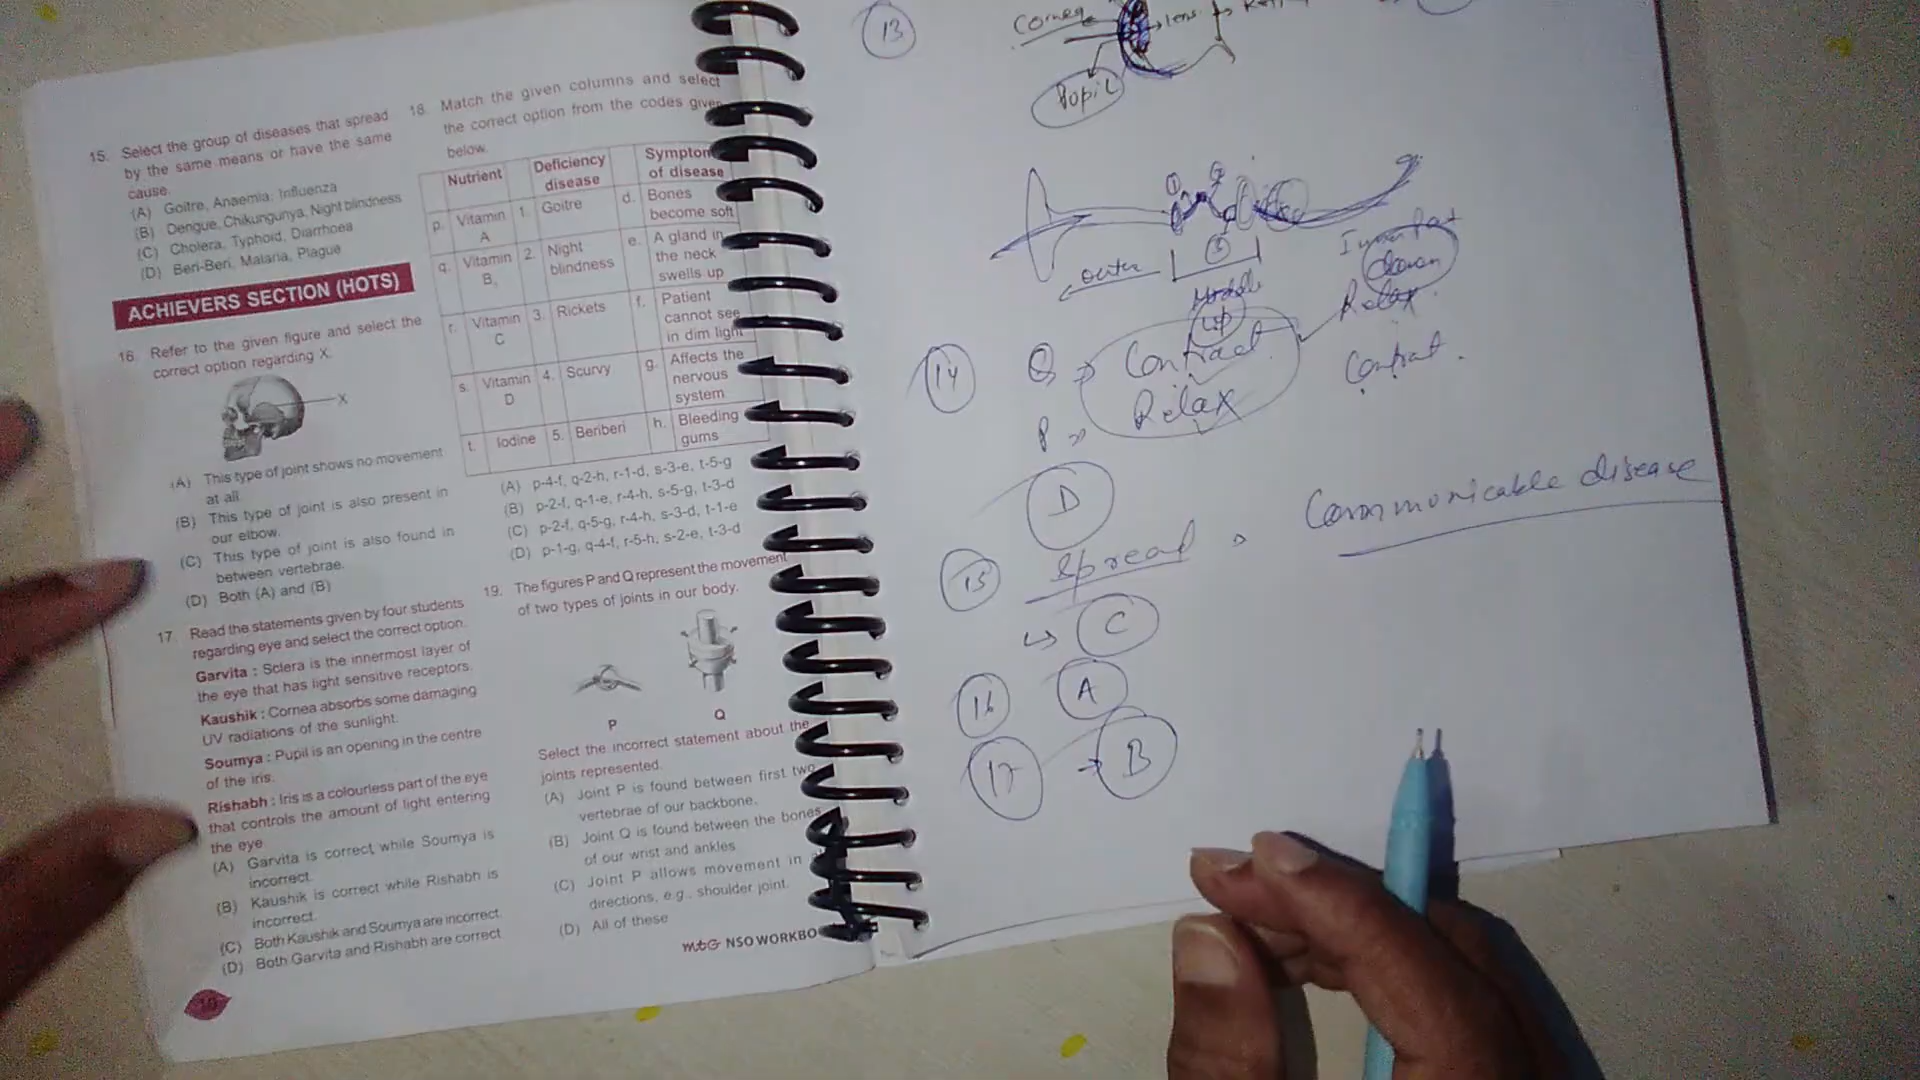 15. Select the group of diseases that spread
by the same means or have the same
cause.
(A) Goitre, Anaemia, Influenza
(B) Dengue, Chikungunya, Night blindness
(C) Cholera, Typhoid, Diarrhoea
(D) Beri-Beri, Malaria, Plague
ACHIEVERS SECTION (HOTS)
16. Refer to the given figure and select the
correct option regarding X.
X
(A) This type of joint shows no movement
at all.
(B) This type of joint is also present in
our elbow.
(C) This type of joint is also found in
between vertebrae.
(D) Both (A) and (B)
17. Read the statements given by four students
regarding eye and select the correct option.
Garvita : Sclera is the innermost layer of
the eye that has light sensitive receptors.
Kaushik : Cornea absorbs some damaging
UV radiations of the sunlight.
Soumya : Pupil is an opening in the centre
of the iris.
Rishabh : Iris is a colourless part of the eye
that controls the amount of light entering
the eye
(A) Garvita is correct while Soumya is
incorrect.
(B) Kaushik is correct while Rishabh is
incorrect.
(C) Both Kaushik and Soumya are incorrect.
(D) Both Garvita and Rishabh are correct.
18. Match the given columns and select
the correct option from the codes given
below.
Nutrient Deficiency disease Symptom of disease
p. Vitamin A 1. Goitre d. Bones become soft
q. Vitamin B₁ 2. Night blindness e. A gland in the neck swells up
r. Vitamin C 3. Rickets f. Patient cannot see in dim light
s. Vitamin D 4. Scurvy g. Affects the nervous system
t. Iodine 5. Beriberi h. Bleeding gums
(A) p-4-f, q-2-h, r-1-d, s-3-e, t-5-g
(B) p-2-f, q-1-e, r-4-h, s-5-g, t-3-d
(C) p-2-f, q-5-g, r-4-h, s-3-d, t-1-e
(D) p-1-g, q-4-f, r-5-h, s-2-e, t-3-d
19. The figures P and Q represent the movement
of two types of joints in our body.
P Q
Select the incorrect statement about the
joints represented.
(A) Joint P is found between first two
vertebrae of our backbone.
(B) Joint Q is found between the bones
of our wrist and ankles.
(C) Joint P allows movement in
directions, e.g., shoulder joint.
(D) All of these
mtG NSO WORKBO
13
Cornea
lens
Pupil
outer
Middle
Up
down
14 Q Contract Relax
P Relax Contrat.
D
15 Spread Communicable disease
C
16 A
17 B